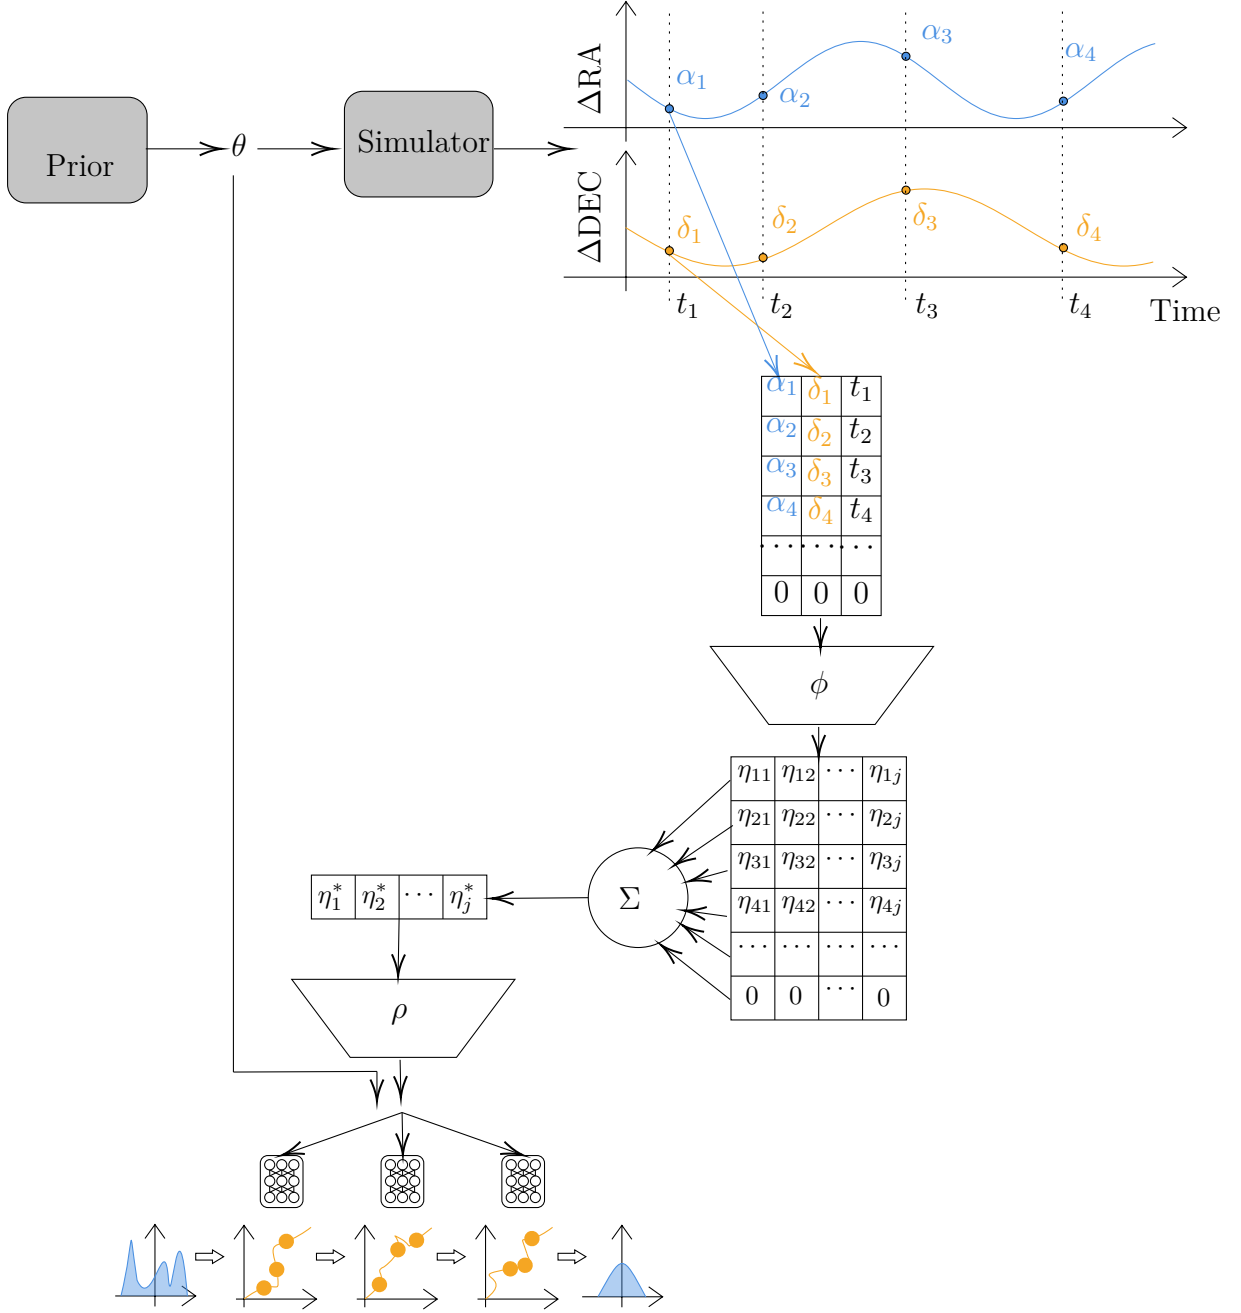 Prior
θ
Simulator
ΔRA
α₁
α₂
α₃
α₄
ΔDEC
δ₁
δ₂
δ₃
δ₄
t₁ t₂ t₃ t₄
Time
α₁ δ₁ t₁
α₂ δ₂ t₂
α₃ δ₃ t₃
α₄ δ₄ t₄
... ... ...
0 0 0
ϕ
η₁₁ η₁₂ ... η₁ⱼ
η₂₁ η₂₂ ... η₂ⱼ
η₃₁ η₃₂ ... η₃ⱼ
η₄₁ η₄₂ ... η₄ⱼ
... ... ... ...
0 0 ... 0
Σ
η₁* η₂* ... ηⱼ*
ρ